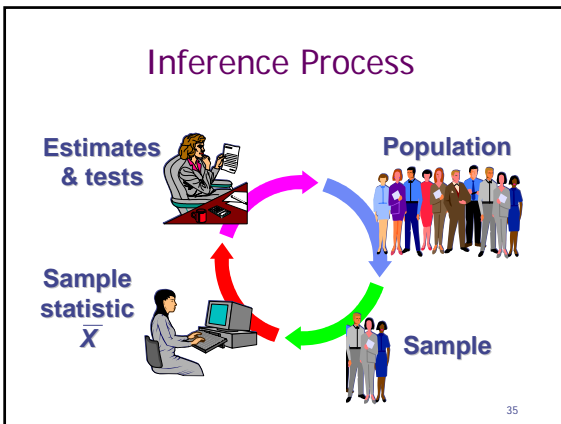 Inference Process
Estimates
& tests
Population
Sample
statistic
X̅
Sample
35